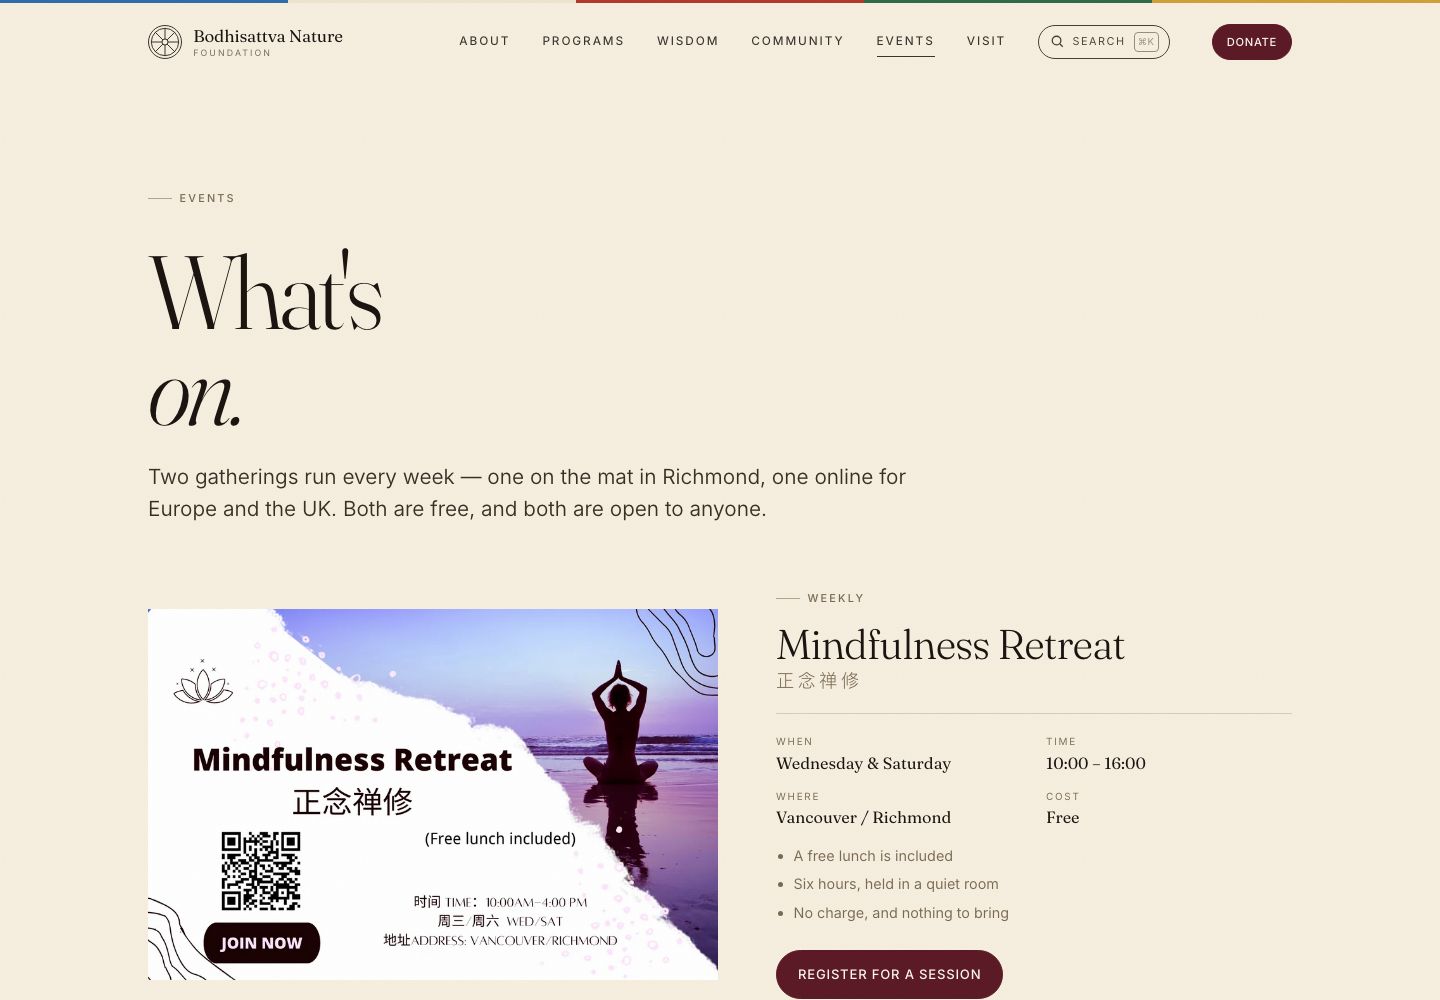 Bodhisattva Nature
FOUNDATION
ABOUT
PROGRAMS
WISDOM
COMMUNITY
EVENTS
VISIT
SEARCH ⌘K
DONATE
EVENTS
What's
on.
Two gatherings run every week — one on the mat in Richmond, one online for
Europe and the UK. Both are free, and both are open to anyone.
Mindfulness Retreat
正念禅修
(Free lunch included)
时间 TIME: 10:00AM–4:00 PM
周三/周六 WED/SAT
地址ADDRESS: VANCOUVER/RICHMOND
JOIN NOW
WEEKLY
Mindfulness Retreat
正念禅修
WHEN
Wednesday & Saturday
TIME
10:00 – 16:00
WHERE
Vancouver / Richmond
COST
Free
A free lunch is included
Six hours, held in a quiet room
No charge, and nothing to bring
REGISTER FOR A SESSION